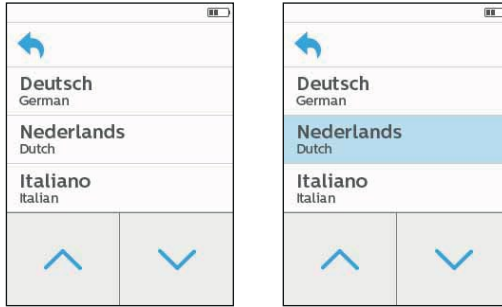 Deutsch
German
Nederlands
Dutch
Italiano
Italian
Deutsch
German
Nederlands
Dutch
Italiano
Italian